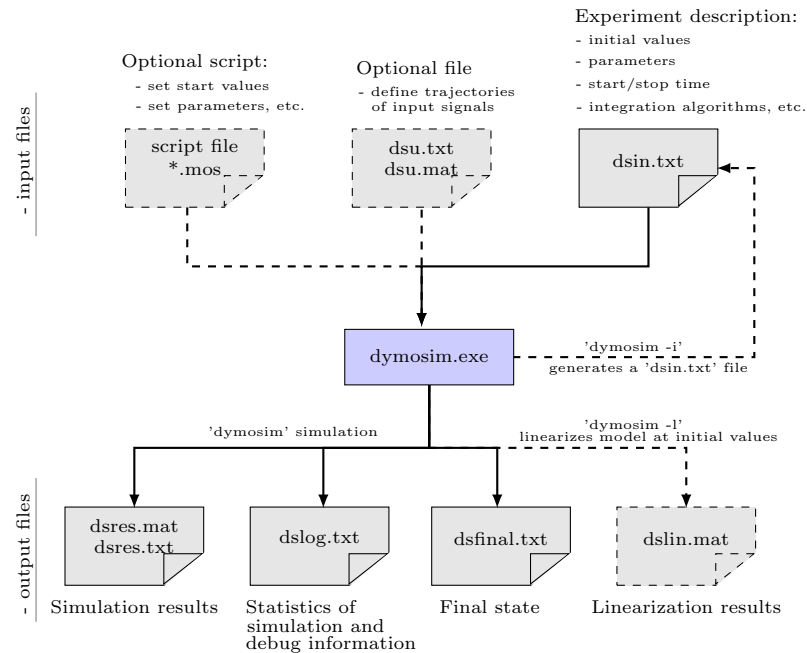 Experiment description:
- initial values
- parameters
- start/stop time
- integration algorithms, etc.
Optional script:
- set start values
- set parameters, etc.
Optional file
- define trajectories
of input signals
- input files
script file
*.mos
dsu.txt
dsu.mat
dsin.txt
dymosim.exe
'dymosim -i'
generates a 'dsin.txt' file
'dymosim' simulation
'dymosim -l'
linearizes model at initial values
- output files
dsres.mat
dsres.txt
dslog.txt
dsfinal.txt
dslin.mat
Simulation results
Statistics of
simulation and
debug information
Final state
Linearization results